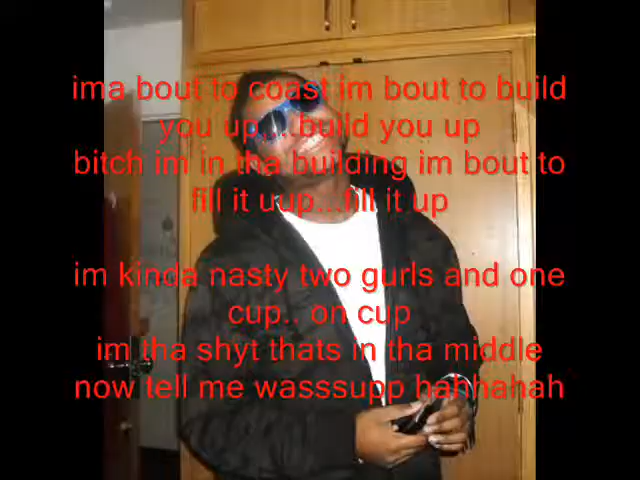 ima bout to coast im bout to build
you up,... build you up
bitch im in tha building im bout to
fill it uup...fill it up
im kinda nasty two gurls and one
cup.. on cup
im tha shyt thats in tha middle
now tell me wasssupp hahhahah